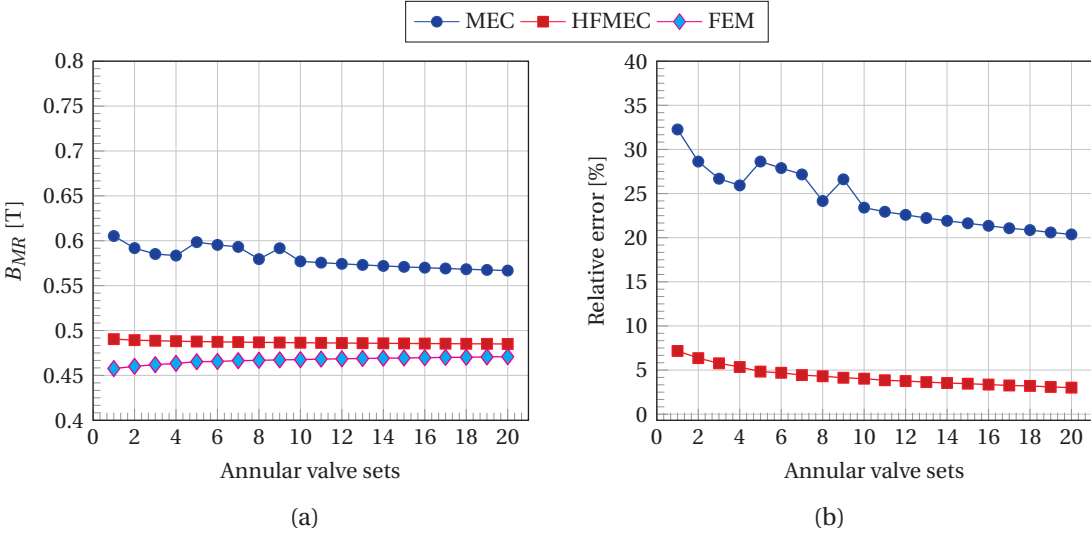 MEC HFMEC FEM
0.8
0.75
0.7
0.65
0.6
0.55
0.5
0.45
0.4
B_MR [T]
0 2 4 6 8 10 12 14 16 18 20
Annular valve sets
(a)
40
35
30
25
20
15
10
5
0
Relative error [%]
0 2 4 6 8 10 12 14 16 18 20
Annular valve sets
(b)